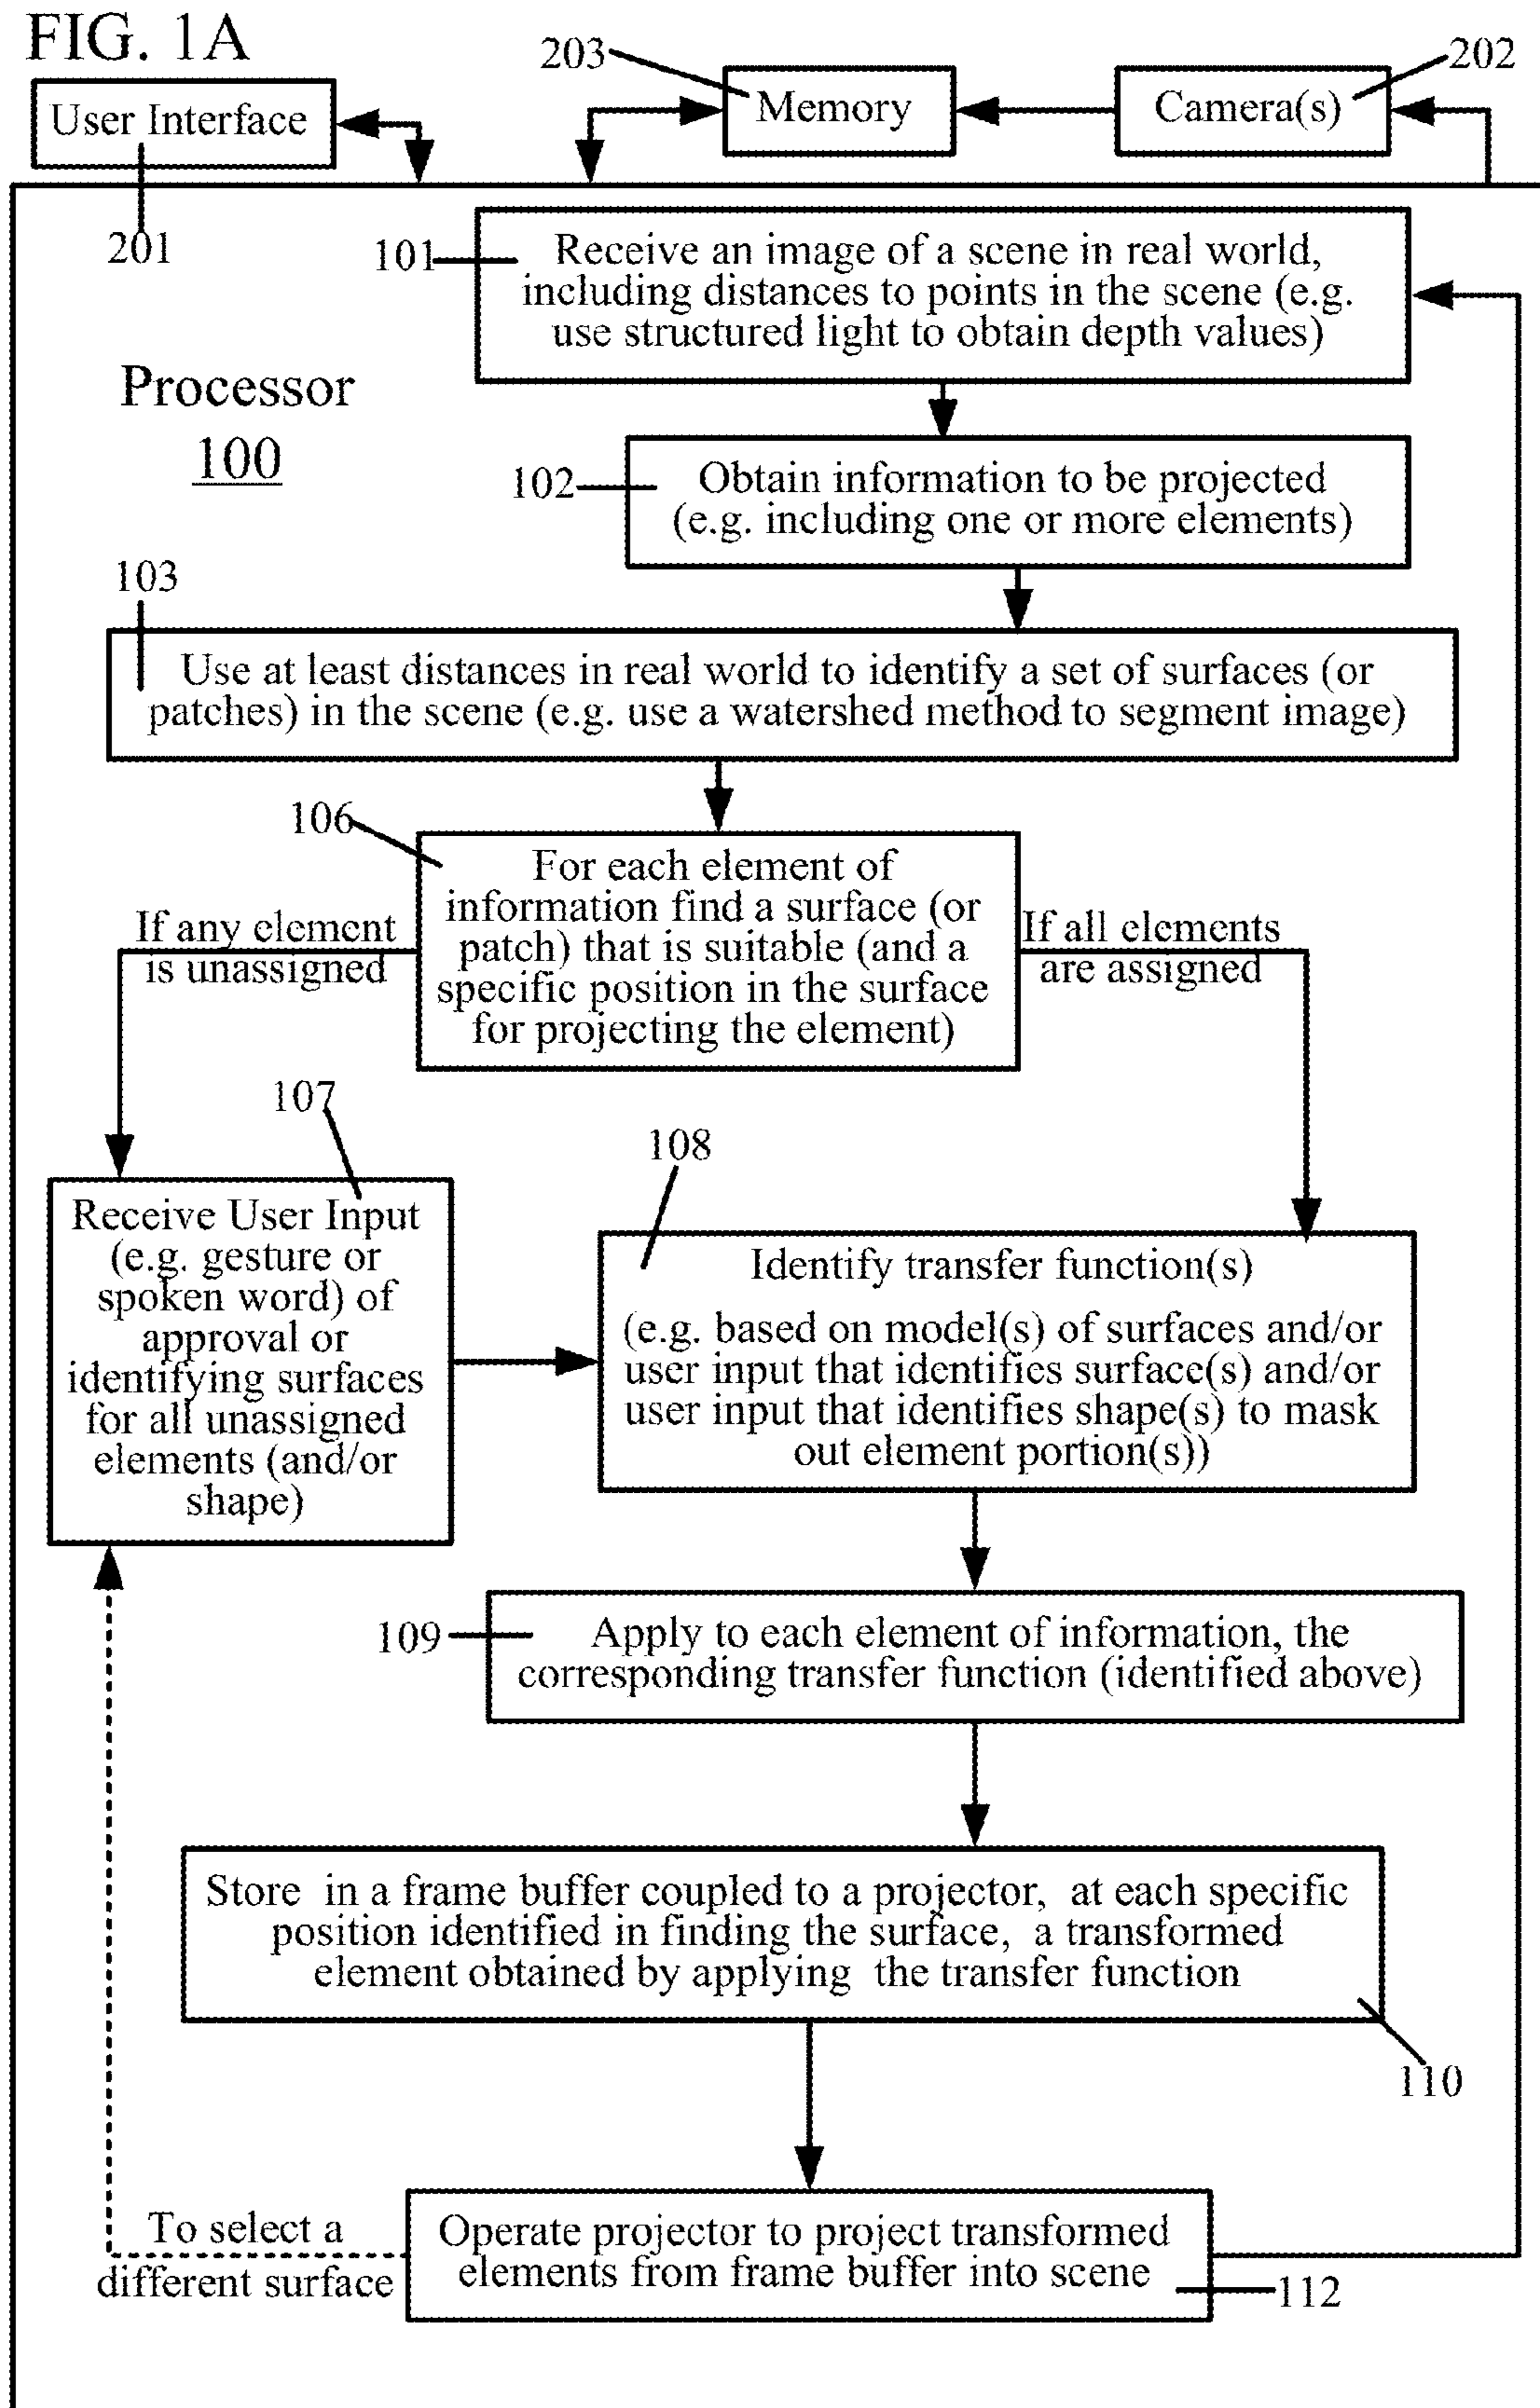 FIG. 1A
203
202
User Interface
Memory
Camera(s)
201
101
Receive an image of a scene in real world,
including distances to points in the scene (e.g.
use structured light to obtain depth values)
Processor
100
102
Obtain information to be projected
(e.g. including one or more elements)
103
Use at least distances in real world to identify a set of surfaces (or
patches) in the scene (e.g. use a watershed method to segment image)
106
For each element of
information find a surface (or
patch) that is suitable (and a
specific position in the surface
for projecting the element)
If any element
is unassigned
If all elements
are assigned
107
Receive User Input
(e.g. gesture or
spoken word) of
approval or
identifying surfaces
for all unassigned
elements (and/or
shape)
108
Identify transfer function(s)
(e.g. based on model(s) of surfaces and/or
user input that identifies surface(s) and/or
user input that identifies shape(s) to mask
out element portion(s))
109
Apply to each element of information, the
corresponding transfer function (identified above)
Store in a frame buffer coupled to a projector, at each specific
position identified in finding the surface, a transformed
element obtained by applying the transfer function
110
To select a
different surface
Operate projector to project transformed
elements from frame buffer into scene
112